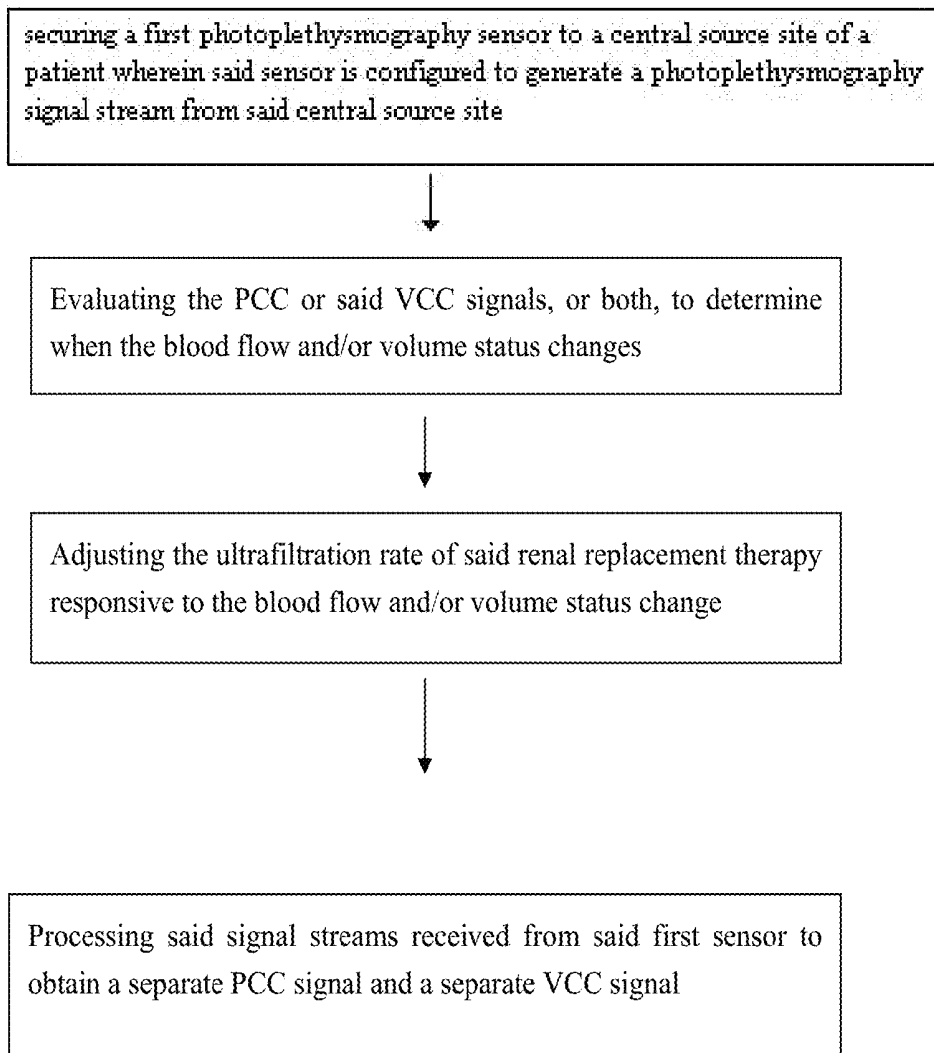 securing a first photoplethysmography sensor to a central source site of a
patient wherein said sensor is configured to generate a photoplethysmography
signal stream from said central source site
Evaluating the PCC or said VCC signals, or both, to determine
when the blood flow and/or volume status changes
Adjusting the ultrafiltration rate of said renal replacement therapy
responsive to the blood flow and/or volume status change
Processing said signal streams received from said first sensor to
obtain a separate PCC signal and a separate VCC signal